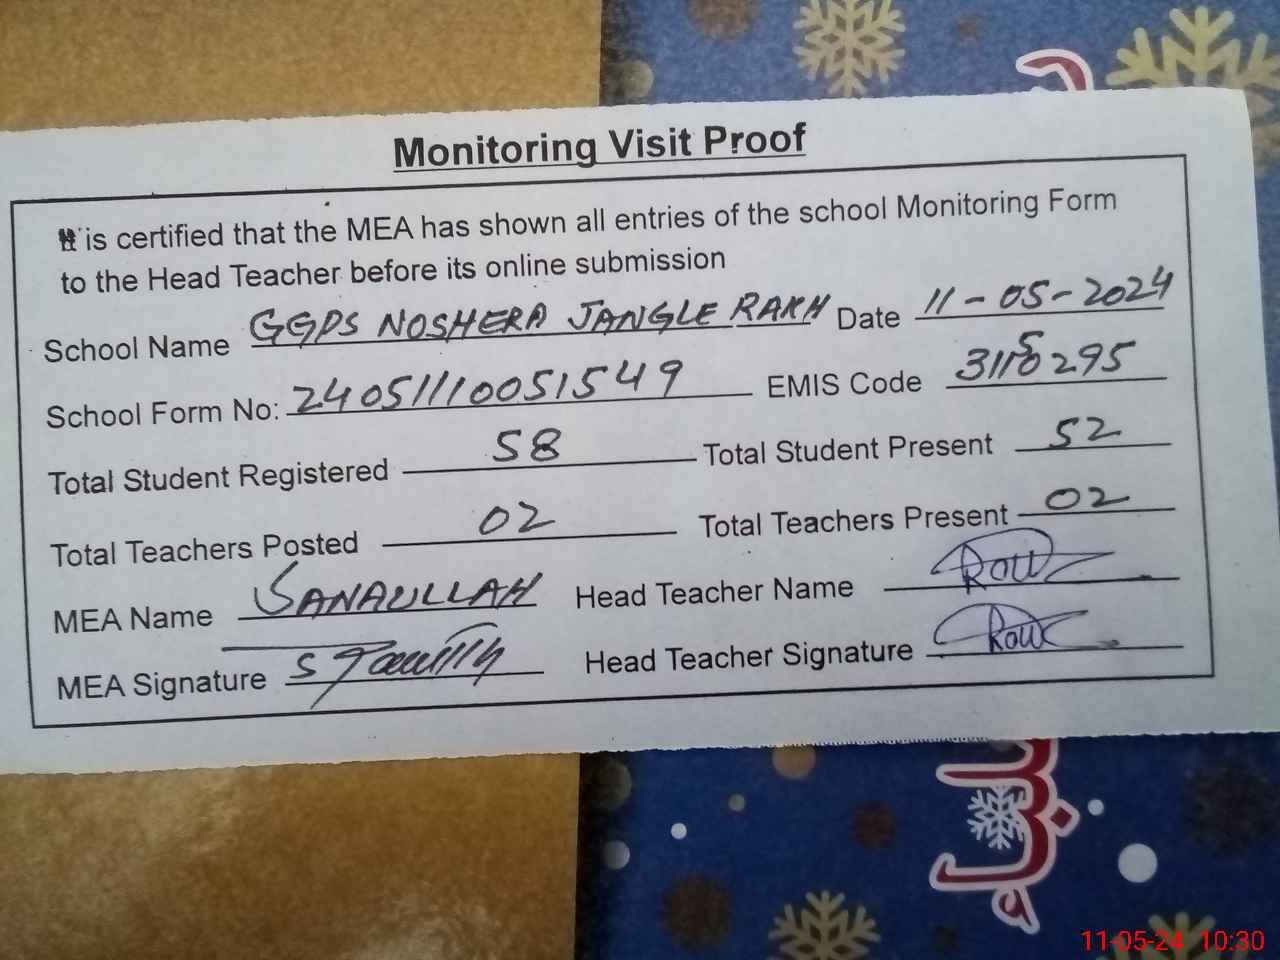 Monitoring Visit Proof
It is certified that the MEA has shown all entries of the school Monitoring Form
to the Head Teacher before its online submission
School Name GGPS NOSHERA JANGLE RAKH Date 11-05-2024
School Form No: 24051110051549 EMIS Code 295
Total Student Registered 58 Total Student Present 52
Total Teachers Posted 02 Total Teachers Present 02
MEA Name SANAULLAH Head Teacher Name
MEA Signature Head Teacher Signature
11-05-24 10:30